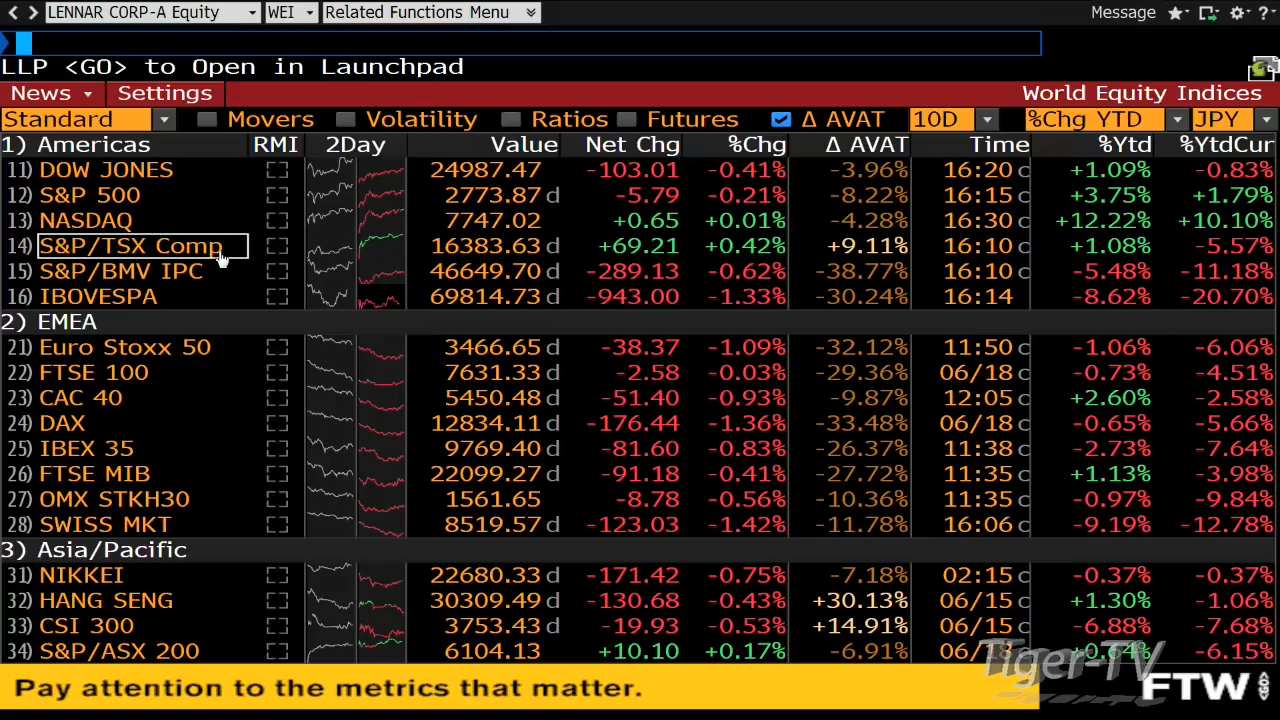 LENNAR CORP-A Equity WEI Related Functions Menu Message ?
LLP <GO> to Open in Launchpad
News Settings World Equity Indices
Standard Movers Volatility Ratios Futures Δ AVAT 10D %Chg YTD JPY
1) Americas RMI 2Day Value Net Chg %Chg Δ AVAT Time %Ytd %YtdCur
11) DOW JONES 24987.47 -103.01 -0.41% -3.96% 16:20 c +1.09% -0.83%
12) S&P 500 2773.87 d -5.79 -0.21% -8.22% 16:15 c +3.75% +1.79%
13) NASDAQ 7747.02 +0.65 +0.01% -4.28% 16:30 c +12.22% +10.10%
14) S&P/TSX Comp 16383.63 d +69.21 +0.42% +9.11% 16:10 c +1.08% -5.57%
15) S&P/BMV IPC 46649.70 d -289.13 -0.62% -38.77% 16:10 c -5.48% -11.18%
16) IBOVESPA 69814.73 d -943.00 -1.33% -30.24% 16:14 -8.62% -20.70%
2) EMEA
21) Euro Stoxx 50 3466.65 d -38.37 -1.09% -32.12% 11:50 c -1.06% -6.06%
22) FTSE 100 7631.33 d -2.58 -0.03% -29.36% 06/18 c -0.73% -4.51%
23) CAC 40 5450.48 d -51.40 -0.93% -9.87% 12:05 c +2.60% -2.58%
24) DAX 12834.11 d -176.44 -1.36% -33.48% 06/18 c -0.65% -5.66%
25) IBEX 35 9769.40 d -81.60 -0.83% -26.37% 11:38 c -2.73% -7.64%
26) FTSE MIB 22099.27 d -91.18 -0.41% -27.72% 11:35 c +1.13% -3.98%
27) OMX STKH30 1561.65 -8.78 -0.56% -10.36% 11:35 c -0.97% -9.84%
28) SWISS MKT 8519.57 d -123.03 -1.42% -11.78% 16:06 c -9.19% -12.78%
3) Asia/Pacific
31) NIKKEI 22680.33 d -171.42 -0.75% -7.18% 02:15 c -0.37% -0.37%
32) HANG SENG 30309.49 d -130.68 -0.43% +30.13% 06/15 c +1.30% -1.06%
33) CSI 300 3753.43 d -19.93 -0.53% +14.91% 06/15 c -6.88% -7.68%
34) S&P/ASX 200 6104.13 +10.10 +0.17% -6.91% 06/18 c +0.64% -6.15%
Tiger-TV
Pay attention to the metrics that matter. FTW <GO>